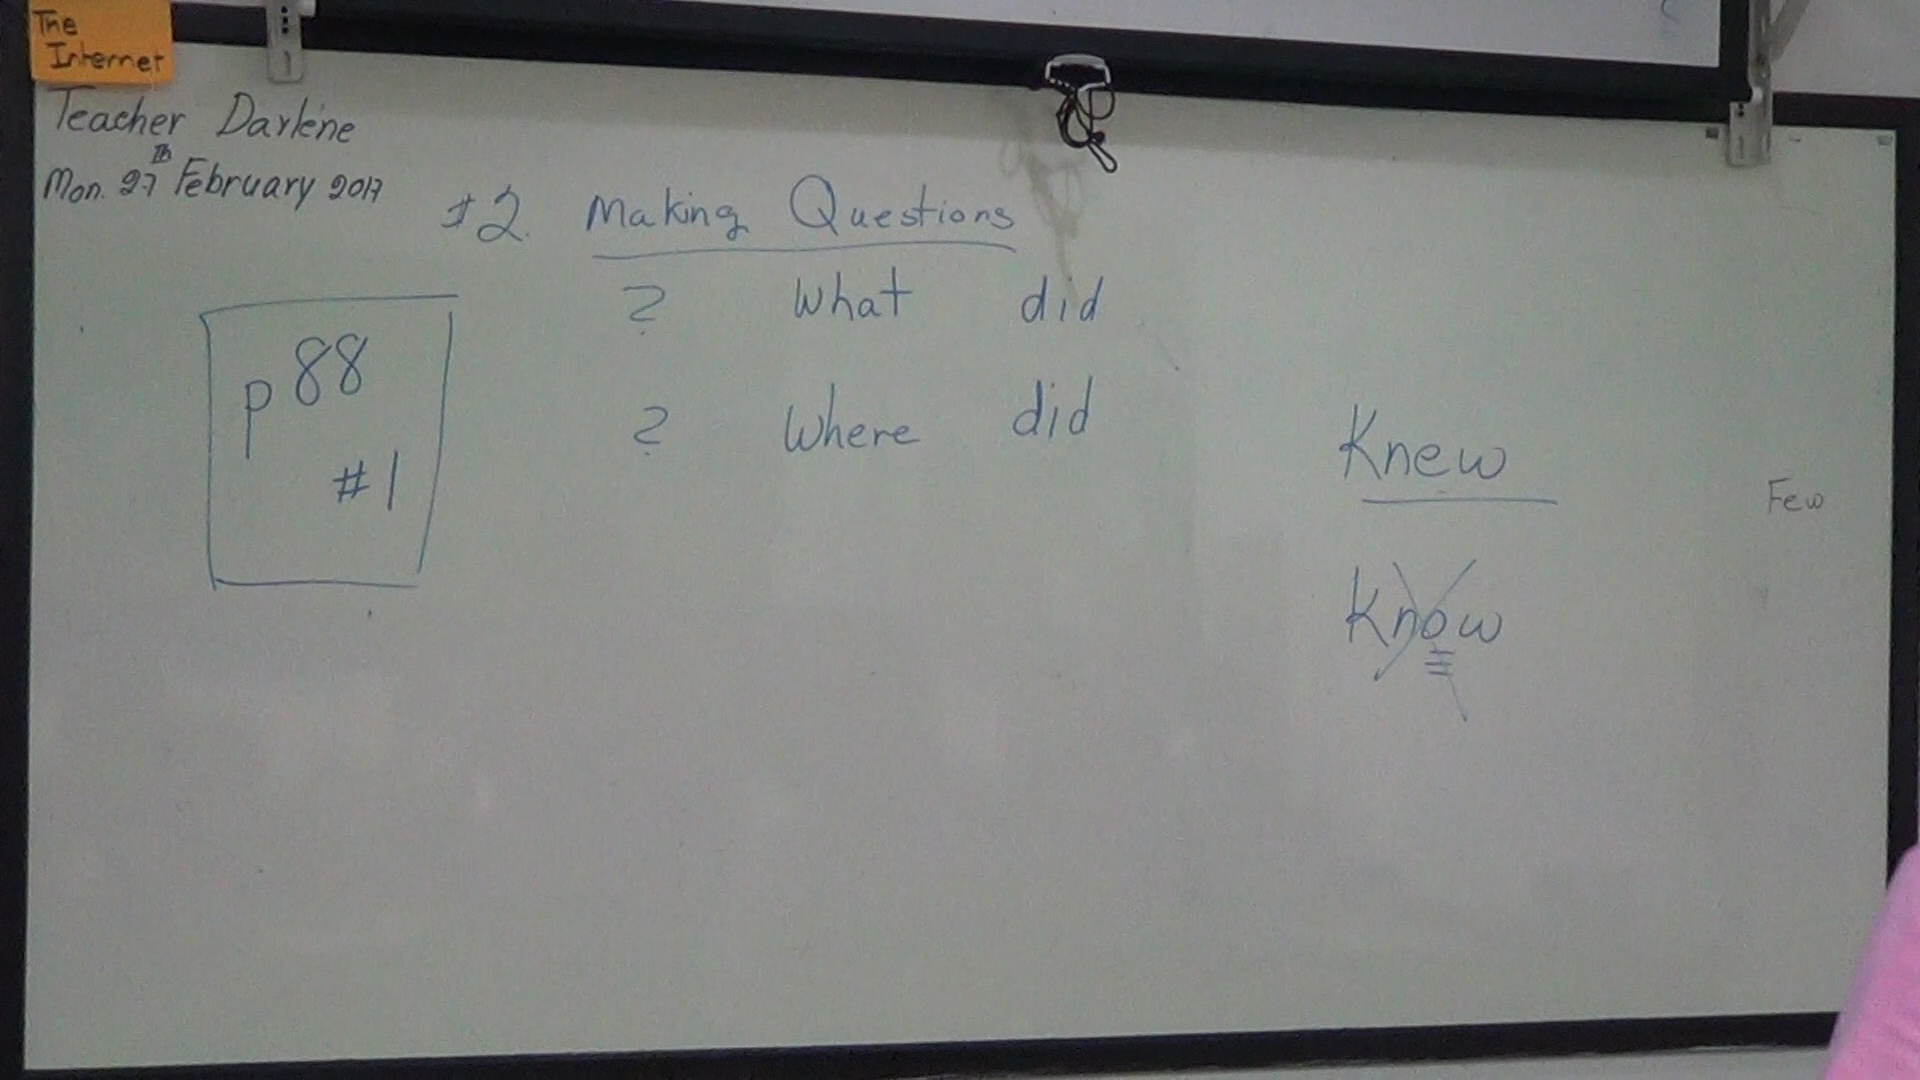 The
Internet
Teacher Darlene
Mon. 27th February 2017
#2. Making Questions
? What did
? Where did
p 88
#1
Knew
Know
Few